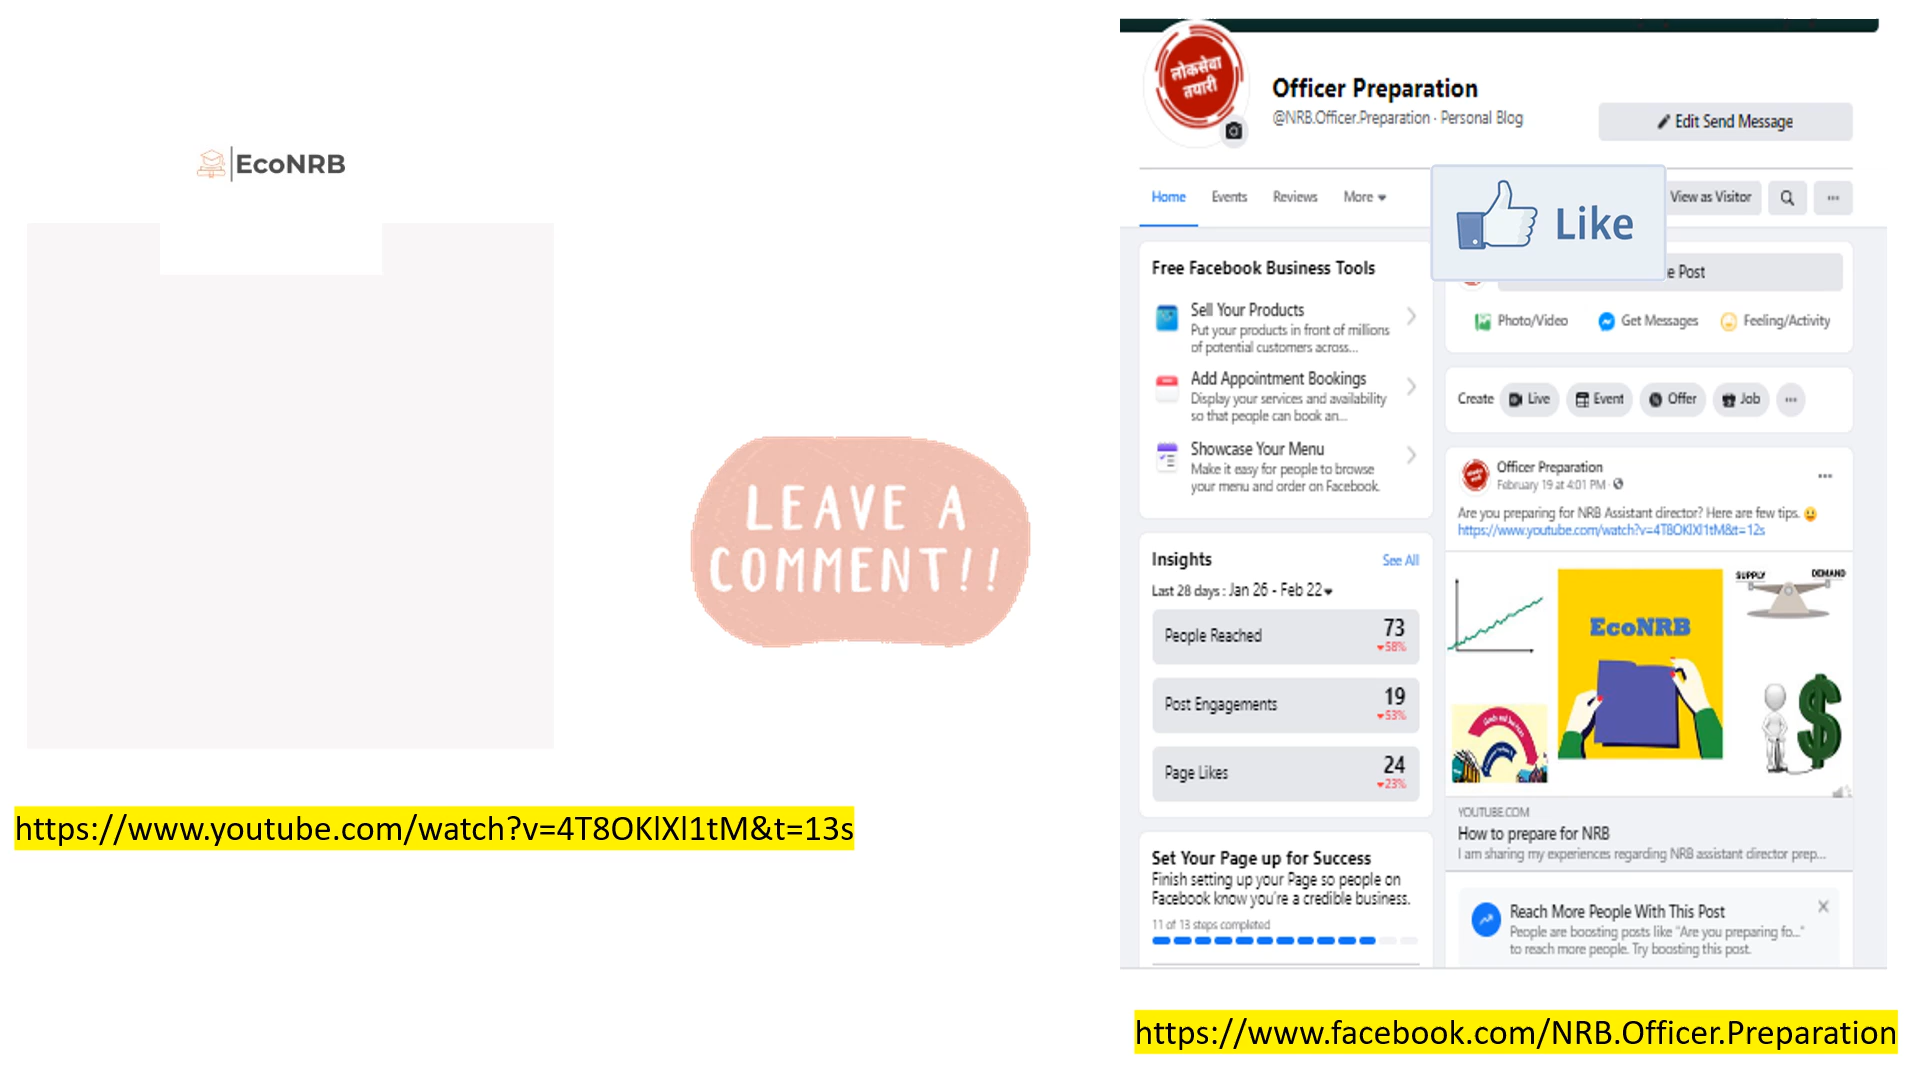 EcoNRB
LEAVE A
COMMENT!!
https://www.youtube.com/watch?v=4T8OKlXl1tM&t=13s
लोकसेवा
तयारी
Officer Preparation
@NRB.Officer.Preparation · Personal Blog
Edit Send Message
Home Events Reviews More
Like
View as Visitor
Free Facebook Business Tools
Sell Your Products
Put your products in front of millions
of potential customers across...
Add Appointment Bookings
Display your services and availability
so that people can book an...
Showcase Your Menu
Make it easy for people to browse
your menu and order on Facebook.
Insights See All
Last 28 days : Jan 26 - Feb 22
People Reached 73
58%
Post Engagements 19
53%
Page Likes 24
23%
Set Your Page up for Success
Finish setting up your Page so people on
Facebook know you're a credible business.
11 of 13 steps completed
Post
Photo/Video Get Messages Feeling/Activity
Create Live Event Offer Job
Officer Preparation
February 19 at 4:01 PM ·
Are you preparing for NRB Assistant director? Here are few tips.
https://www.youtube.com/watch?v=4T8OKlXl1tM&t=12s
SUPPLY DEMAND
EcoNRB
YOUTUBE.COM
How to prepare for NRB
I am sharing my experiences regarding NRB assistant director prep...
Reach More People With This Post
People are boosting posts like "Are you preparing fo..."
to reach more people. Try boosting this post.
https://www.facebook.com/NRB.Officer.Preparation